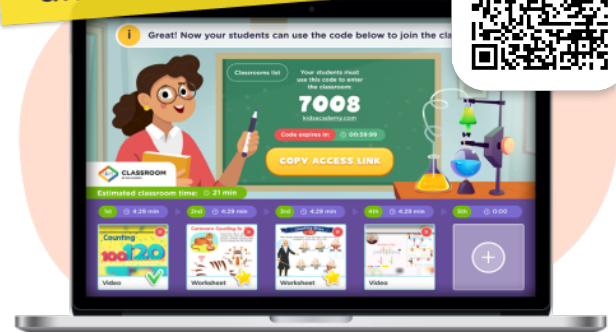 Great! Now your students can use the code below to join the cla
Classrooms list
Your students must
use this code to enter
the classroom:
7008
kidsacademy.com
Code expires in:
00:59:99
COPY ACCESS LINK
CLASSROOM
Estimated classroom time: 21 min
1st 4:29 min
2nd 4:29 min
3rd 4:29 min
4th 4:29 min
5th 0:00
Counting
100 120
Video
Worksheet
Worksheet
Video